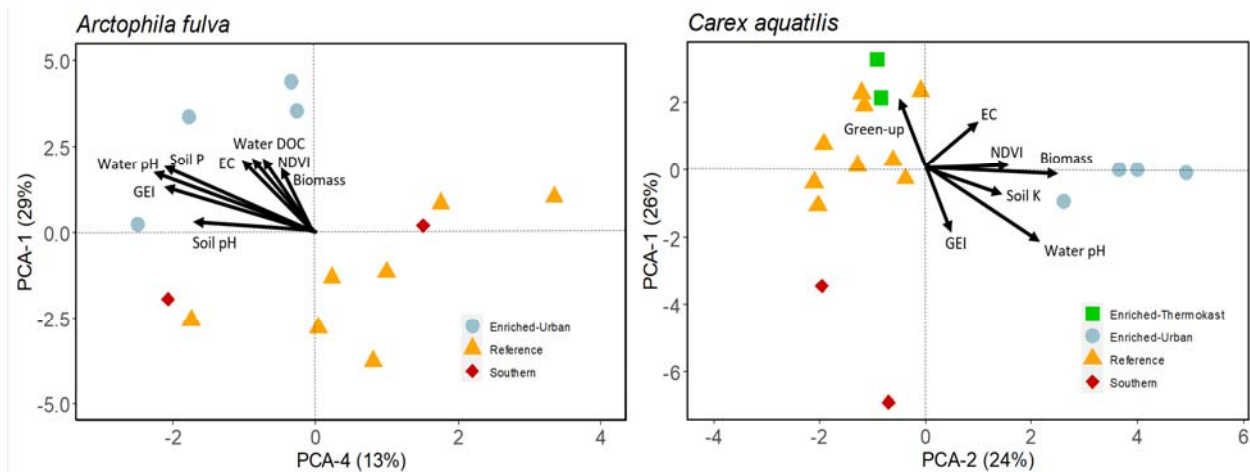 Arctophila fulva
5.0
2.5
0.0
-2.5
-5.0
PCA-1 (29%)
Water DOC
EC
NDVI
Biomass
Water pH
Soil P
GEI
Soil pH
Enriched-Urban
Reference
Southern
-2
0
2
4
PCA-4 (13%)
Carex aquatilis
2
0
-2
-4
-6
PCA-1 (26%)
Green-up
EC
NDVI
Biomass
Soil K
GEI
Water pH
Enriched-Thermokast
Enriched-Urban
Reference
Southern
-4
-2
0
2
4
6
PCA-2 (24%)